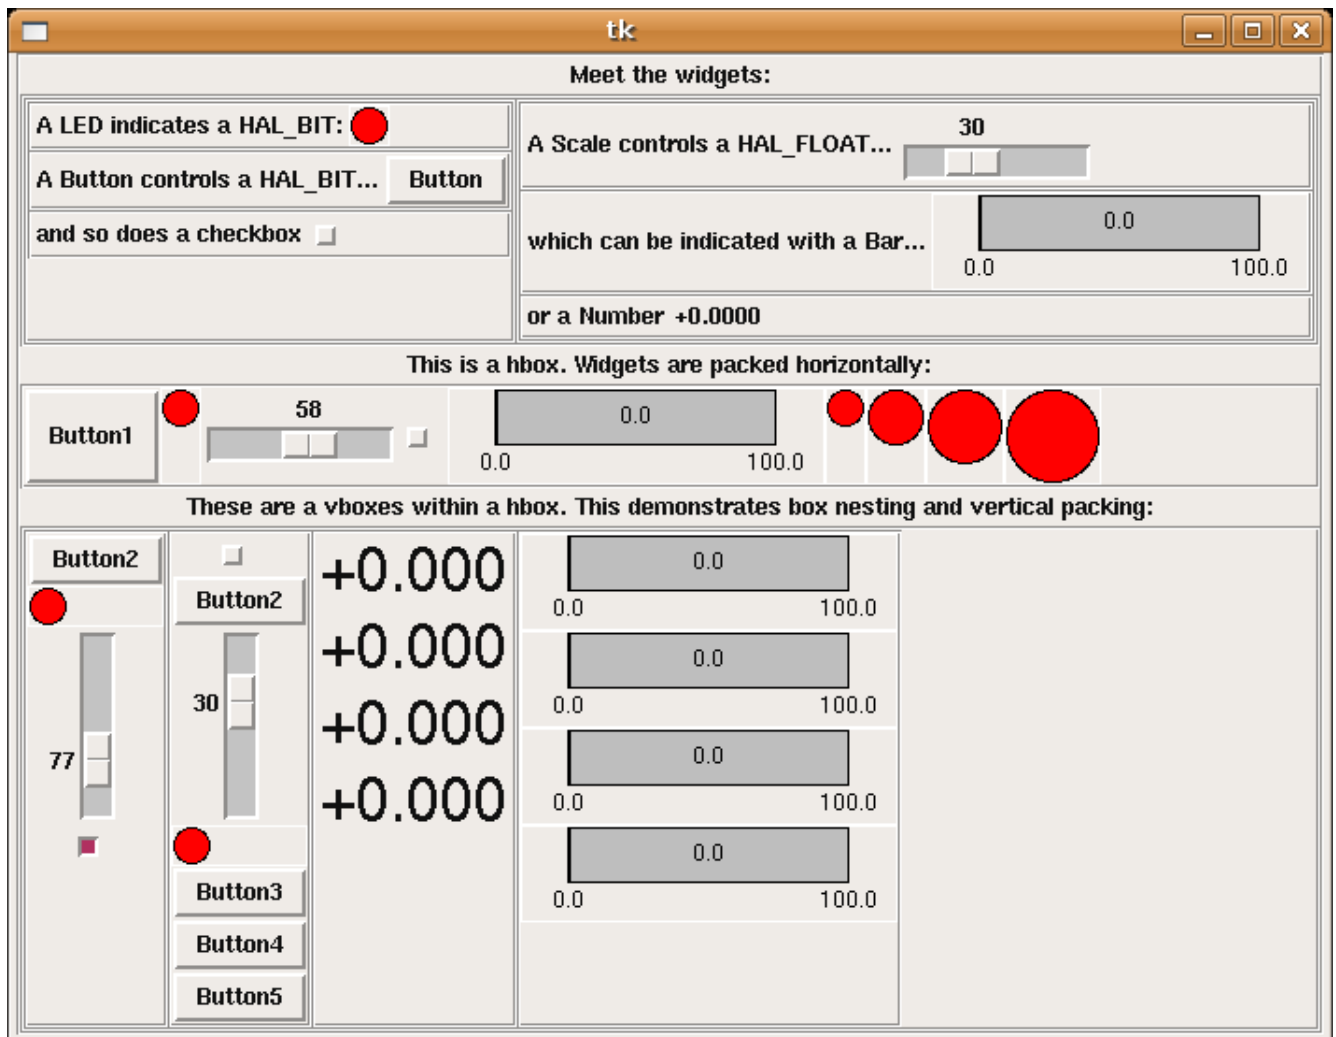 tk
Meet the widgets:
A LED indicates a HAL_BIT:
A Button controls a HAL_BIT... Button
and so does a checkbox
A Scale controls a HAL_FLOAT... 30
which can be indicated with a Bar... 0.0
0.0 100.0
or a Number +0.0000
This is a hbox. Widgets are packed horizontally:
Button1 58 0.0
0.0 100.0
These are a vboxes within a hbox. This demonstrates box nesting and vertical packing:
Button2
77
Button2
30
Button3
Button4
Button5
+0.000
+0.000
+0.000
+0.000
0.0
0.0 100.0
0.0
0.0 100.0
0.0
0.0 100.0
0.0
0.0 100.0